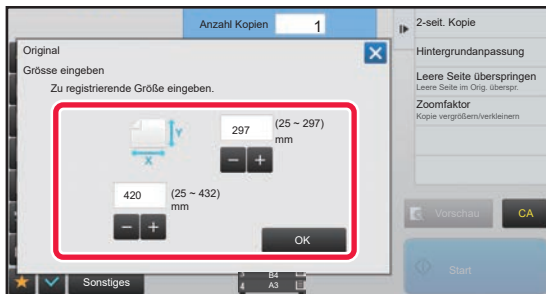 Anzahl Kopien 1
2-seit. Kopie
Original
Hintergrundanpassung
Grösse eingeben
Leere Seite überspringen
Leere Seite im Orig. überspr.
Zu registrierende Größe eingeben.
Zoomfaktor
Kopie vergrößern/verkleinern
Y
X
297 (25 ~ 297)
mm
420 (25 ~ 432)
mm
Vorschau CA
OK
Start
Sonstiges
3 B4
4 A3